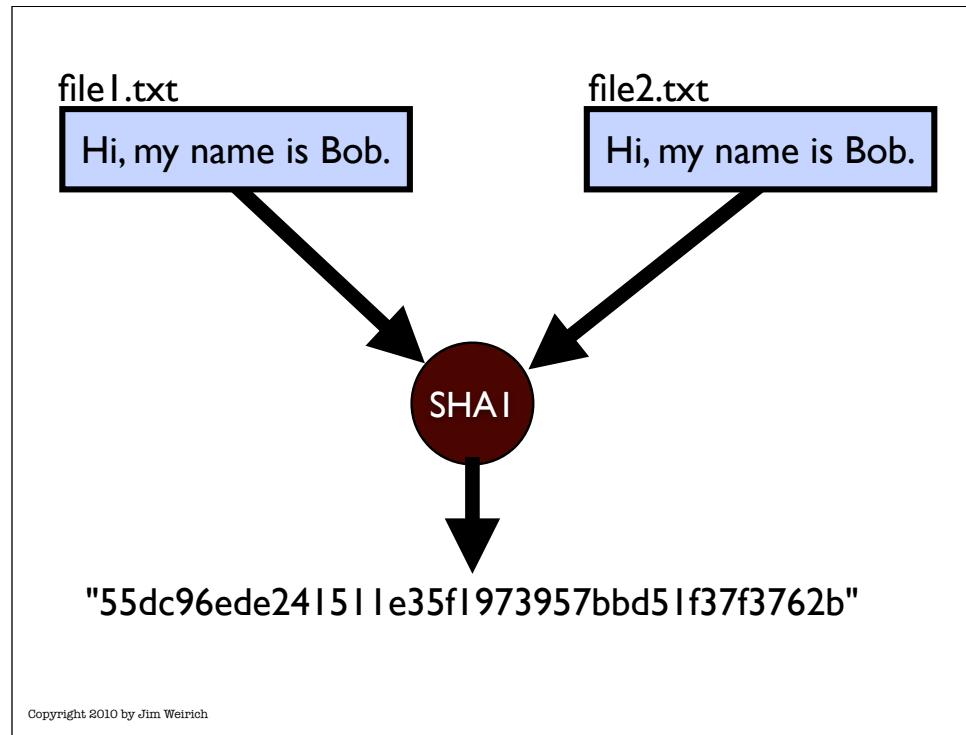 file1.txt
file2.txt
Hi, my name is Bob.
Hi, my name is Bob.
SHA1
"55dc96ede241511e35f1973957bbd51f37f3762b"
Copyright 2010 by Jim Weirich